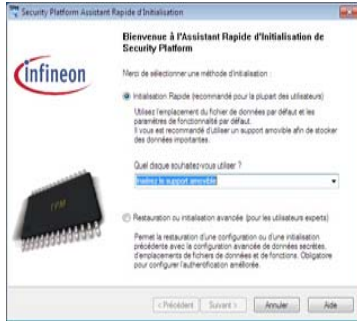 Security Platform Assistant Rapide d'Initialisation
Bienvenue à l'Assistant Rapide d'Initialisation de
Security Platform
Infineon
Merci de sélectionner une méthode d'initialisation :
Initialisation Rapide (recommandé pour la plupart des utilisateurs)
Utilisez l'emplacement du fichier de données par défaut et les
paramètres de fonctionnalité par défaut.
Il vous est recommandé d'utiliser un support amovible afin de stocker
des données importantes.
Quel disque souhaitez-vous utiliser ?
Insérez le support amovible
TPM
Restauration ou initialisation avancée (pour les utilisateurs experts)
Permet la restauration d'une configuration ou d'une initialisation
précédente avec la configuration avancée de données secrètes,
d'emplacements de fichiers de données et de fonctions. Obligatoire
pour configurer l'authentification améliorée.
< Précédent
Suivant >
Annuler
Aide